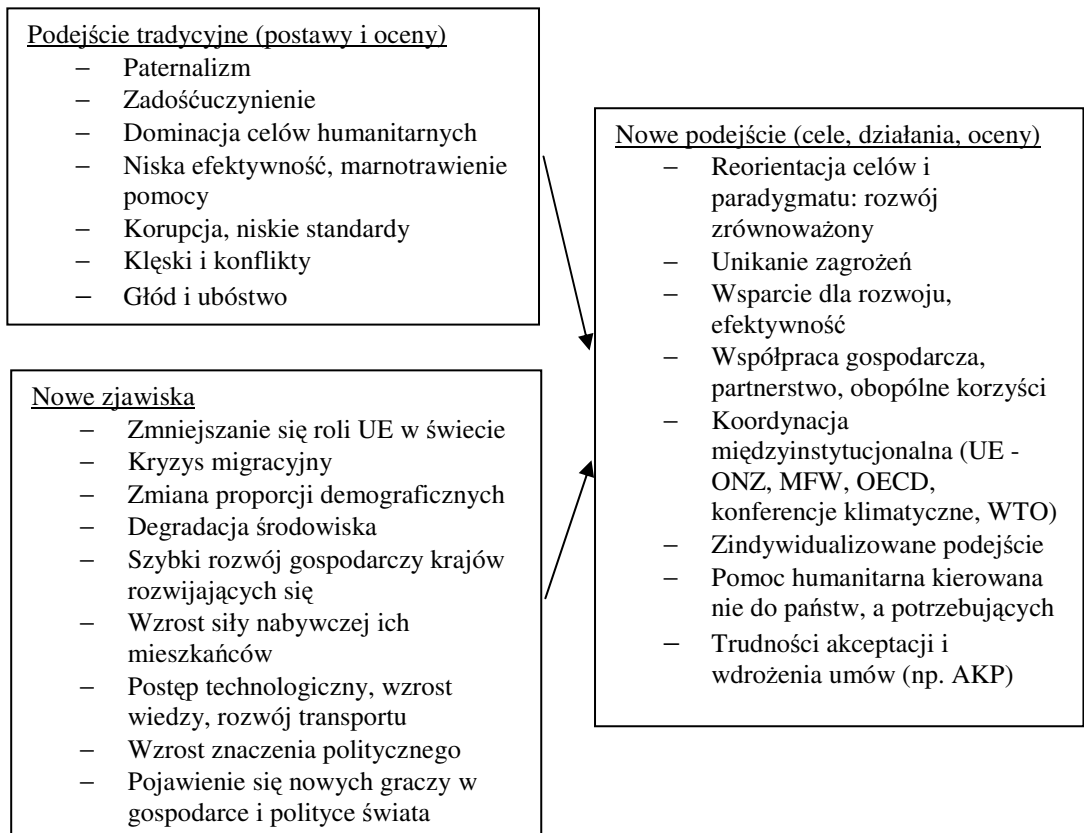 Podejście tradycyjne (postawy i oceny)
− Paternalizm
− Zadośćuczynienie
− Dominacja celów humanitarnych
− Niska efektywność, marnotrawienie
pomocy
− Korupcja, niskie standardy
− Klęski i konflikty
− Głód i ubóstwo
Nowe zjawiska
− Zmniejszanie się roli UE w świecie
− Kryzys migracyjny
− Zmiana proporcji demograficznych
− Degradacja środowiska
− Szybki rozwój gospodarczy krajów
rozwijających się
− Wzrost siły nabywczej ich
mieszkańców
− Postęp technologiczny, wzrost
wiedzy, rozwój transportu
− Wzrost znaczenia politycznego
− Pojawienie się nowych graczy w
gospodarce i polityce świata
Nowe podejście (cele, działania, oceny)
− Reorientacja celów i
paradygmatu: rozwój
zrównoważony
− Unikanie zagrożeń
− Wsparcie dla rozwoju,
efektywność
− Współpraca gospodarcza,
partnerstwo, obopólne korzyści
− Koordynacja
międzyinstytucjonalna (UE -
ONZ, MFW, OECD,
konferencje klimatyczne, WTO)
− Zindywidualizowane podejście
− Pomoc humanitarna kierowana
nie do państw, a potrzebujących
− Trudności akceptacji i
wdrożenia umów (np. AKP)